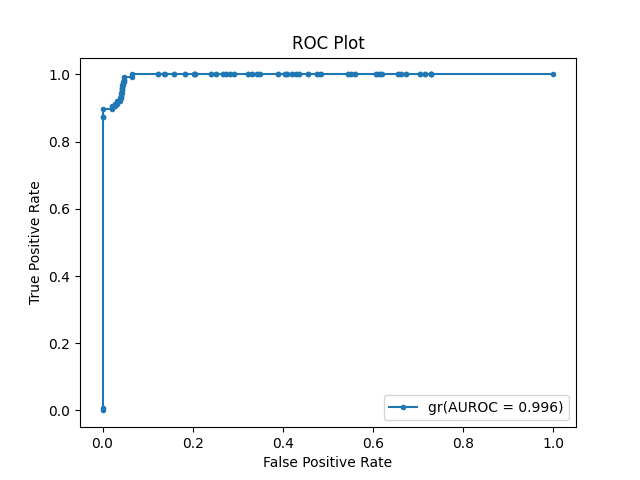 ROC Plot
True Positive Rate
1.0
0.8
0.6
0.4
0.2
0.0
gr(AUROC = 0.996)
0.0 0.2 0.4 0.6 0.8 1.0
False Positive Rate